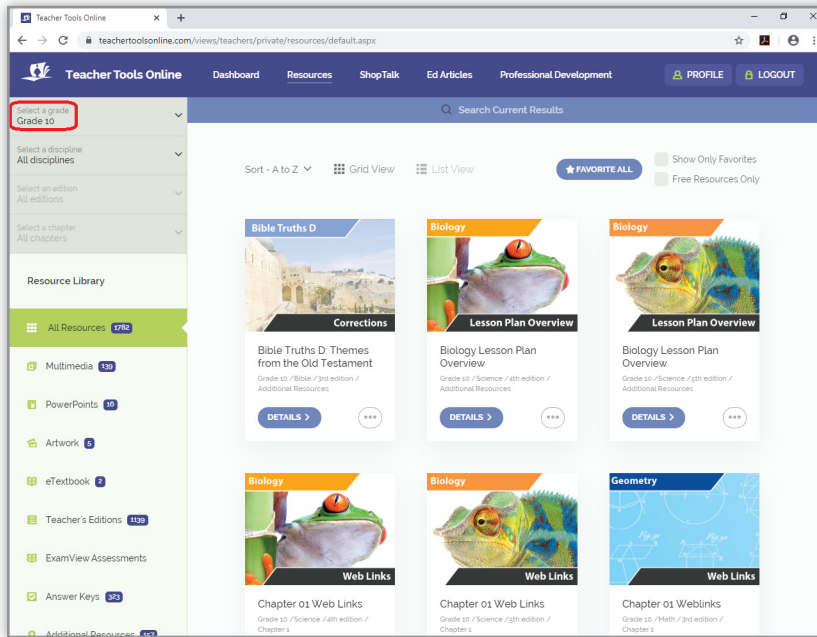 Teacher Tools Online
teachertoolsonline.com/views/teachers/private/resources/default.aspx
Teacher Tools Online
Dashboard
Resources
ShopTalk
Ed Articles
Professional Development
PROFILE
LOGOUT
Select a grade
Grade 10
Select a discipline
All disciplines
Select an edition
All editions
Select a chapter
All chapters
Resource Library
All Resources 1782
Multimedia 139
PowerPoints 16
Artwork 5
eTextbook 2
Teacher's Editions 1139
ExamView Assessments
Answer Keys 323
Additional Resources 157
Search Current Results
Sort - A to Z
Grid View
List View
FAVORITE ALL
Show Only Favorites
Free Resources Only
Bible Truths D
Corrections
Bible Truths D: Themes
from the Old Testament
Grade 10 /Bible /3rd edition /
Additional Resources
DETAILS >
Biology
Lesson Plan Overview
Biology Lesson Plan
Overview
Grade 10 /Science /4th edition /
Additional Resources
DETAILS >
Biology
Lesson Plan Overview
Biology Lesson Plan
Overview
Grade 10 /Science /5th edition /
Additional Resources
DETAILS >
Biology
Web Links
Chapter 01 Web Links
Grade 10 /Science /4th edition /
Chapter 1
Biology
Web Links
Chapter 01 Web Links
Grade 10 /Science /5th edition /
Chapter 1
Geometry
Web Links
Chapter 01 Weblinks
Grade 10 /Math /3rd edition /
Chapter 1